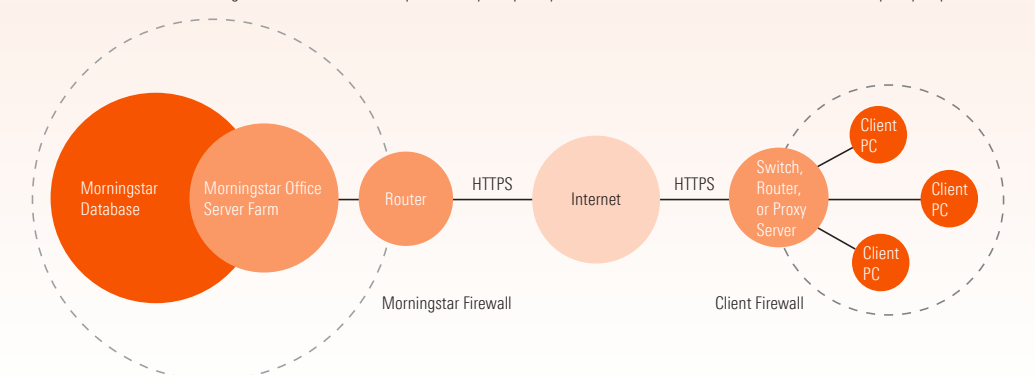 Morningstar
Database
Morningstar Office
Server Farm
Router
HTTPS
Internet
HTTPS
Switch,
Router,
or Proxy
Server
Client
PC
Client
PC
Client
PC
Morningstar Firewall
Client Firewall